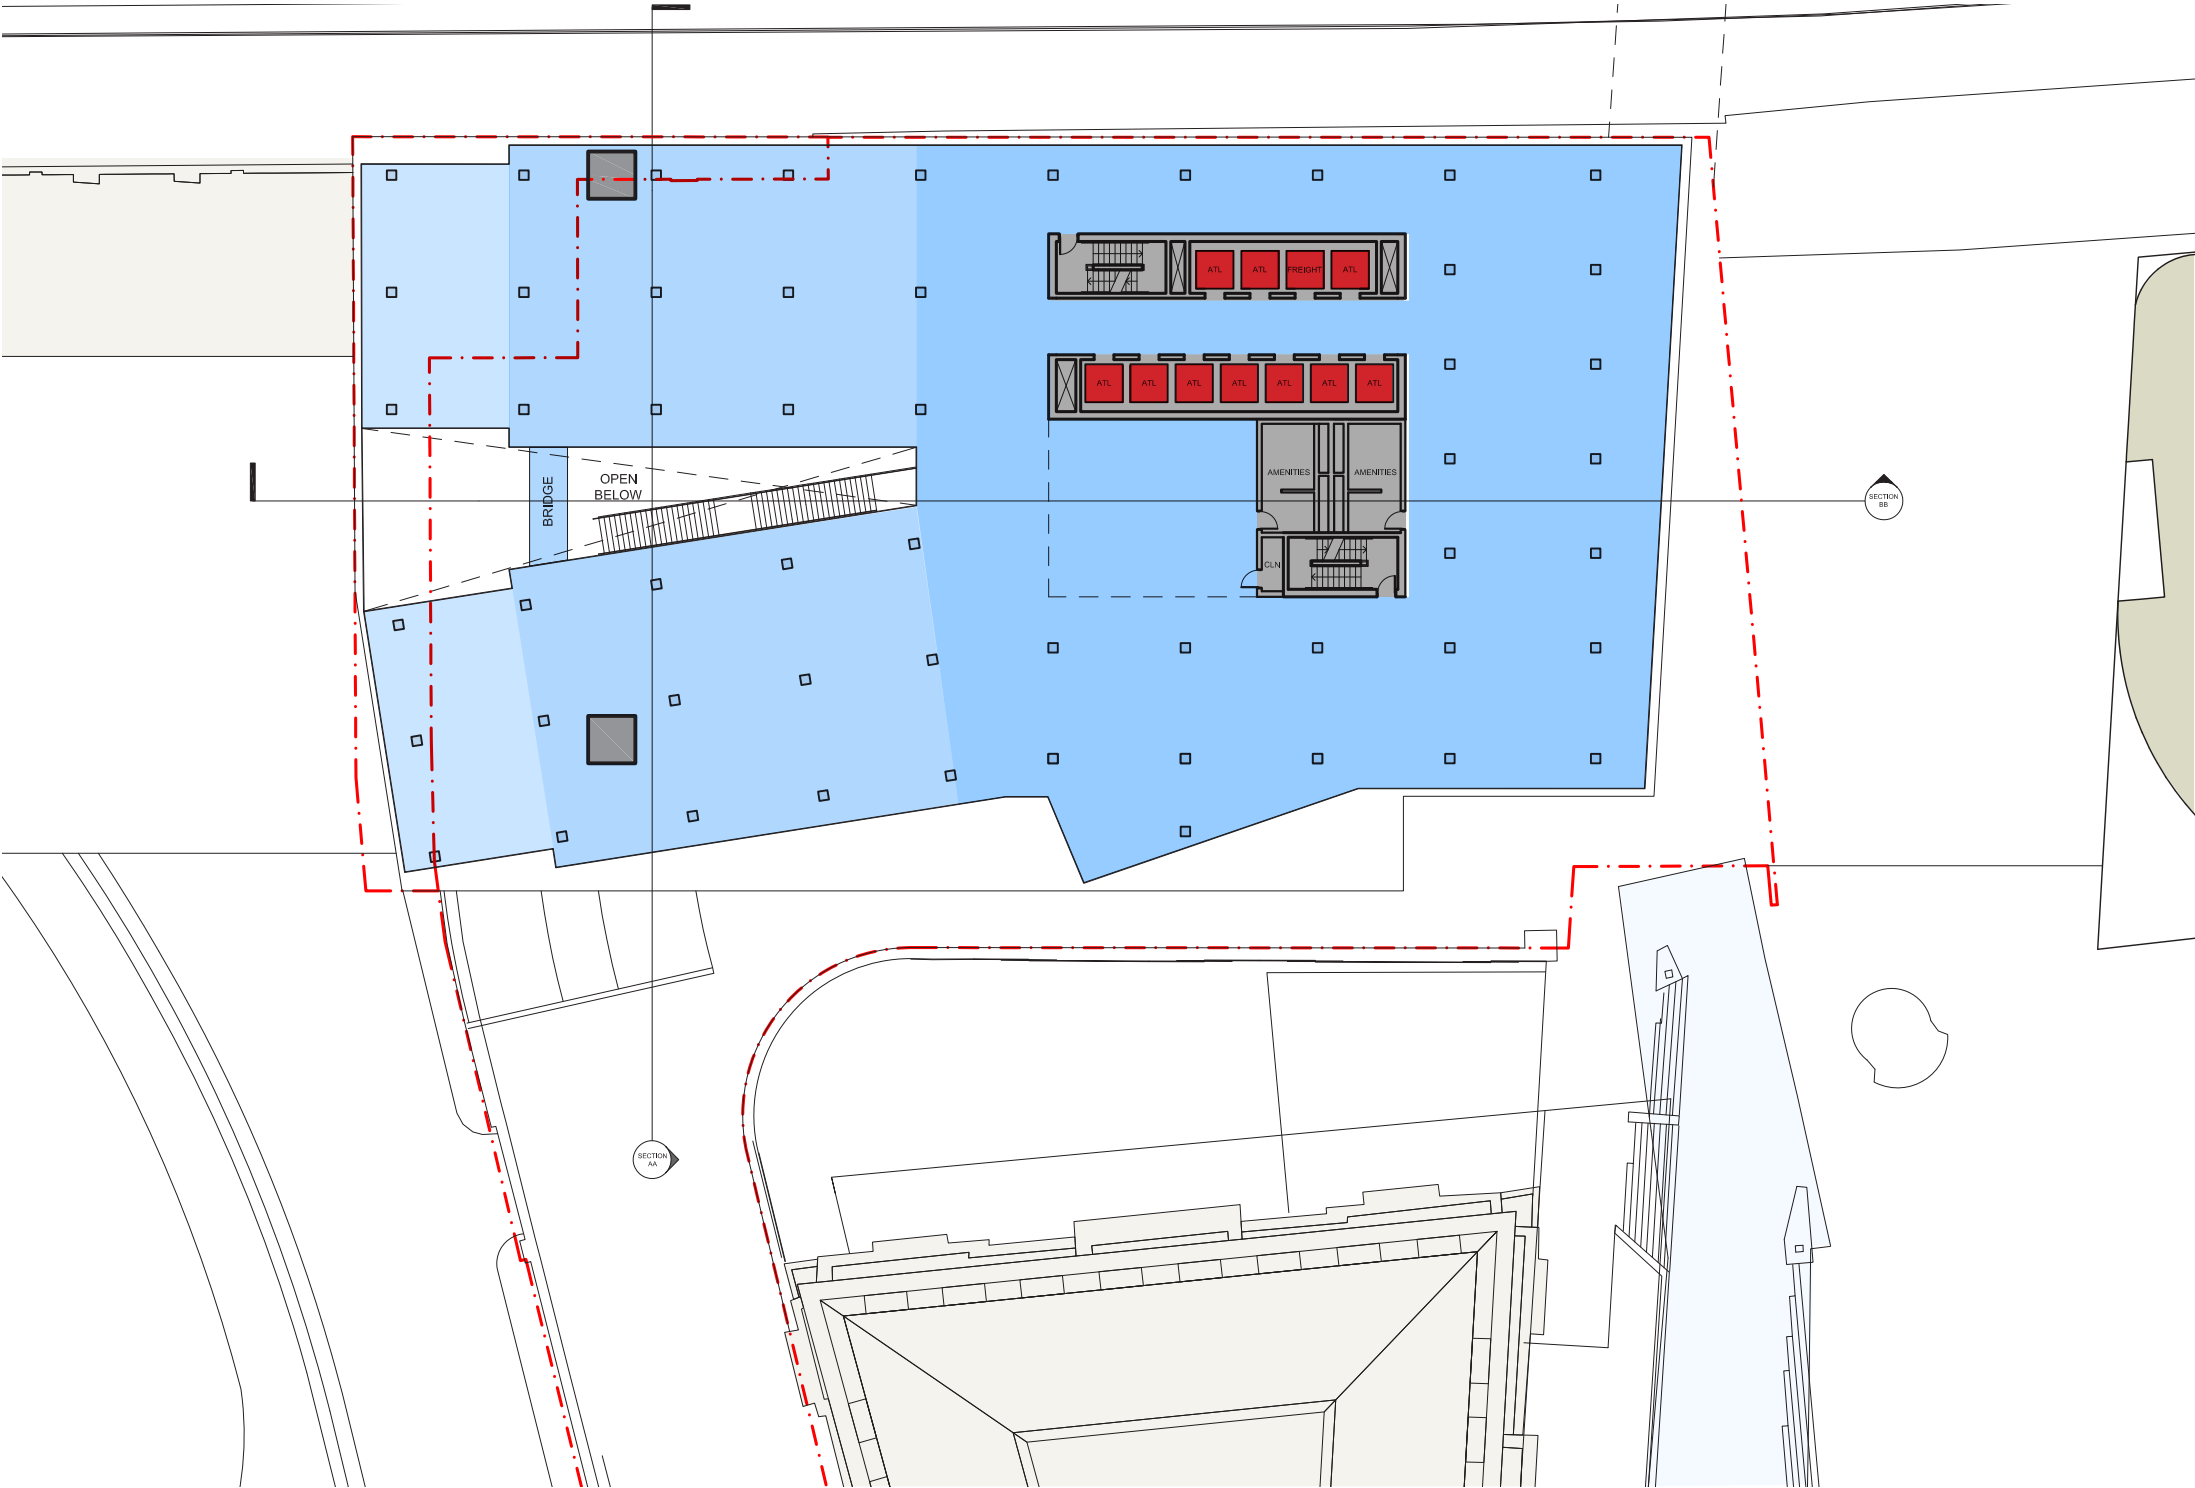 ATL
ATL
FREIGHT
ATL
ATL
ATL
ATL
ATL
ATL
ATL
ATL
AMENITIES
AMENITIES
OPEN
BELOW
BRIDGE
SECTION
BB
CLN
SECTION
AA